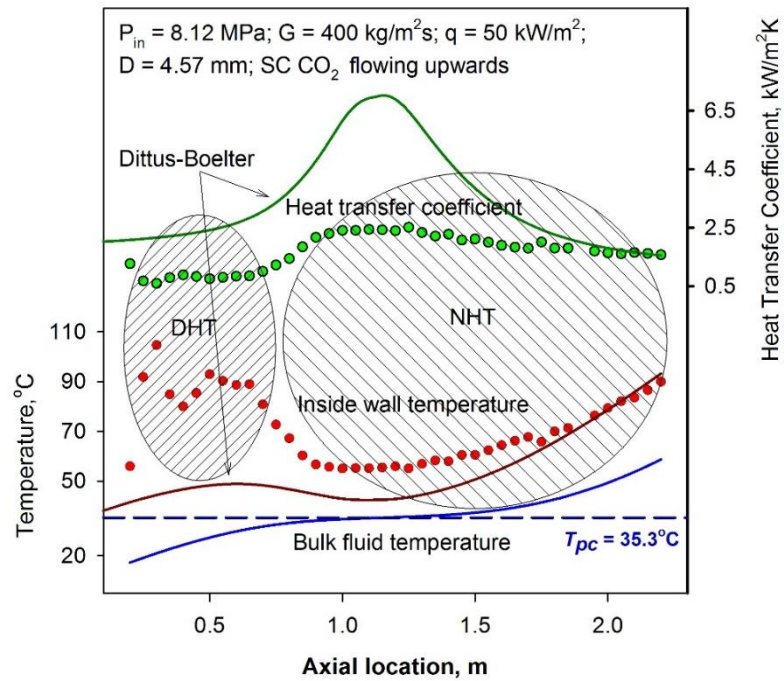 P_in = 8.12 MPa; G = 400 kg/m²s; q = 50 kW/m²;
D = 4.57 mm; SC CO₂ flowing upwards
Dittus-Boelter
Heat transfer coefficient
DHT
NHT
Inside wall temperature
Bulk fluid temperature
T_pc = 35.3°C
Temperature, °C
110
90
70
50
20
Heat Transfer Coefficient, kW/m²K
6.5
4.5
2.5
0.5
0.5
1.0
1.5
2.0
Axial location, m